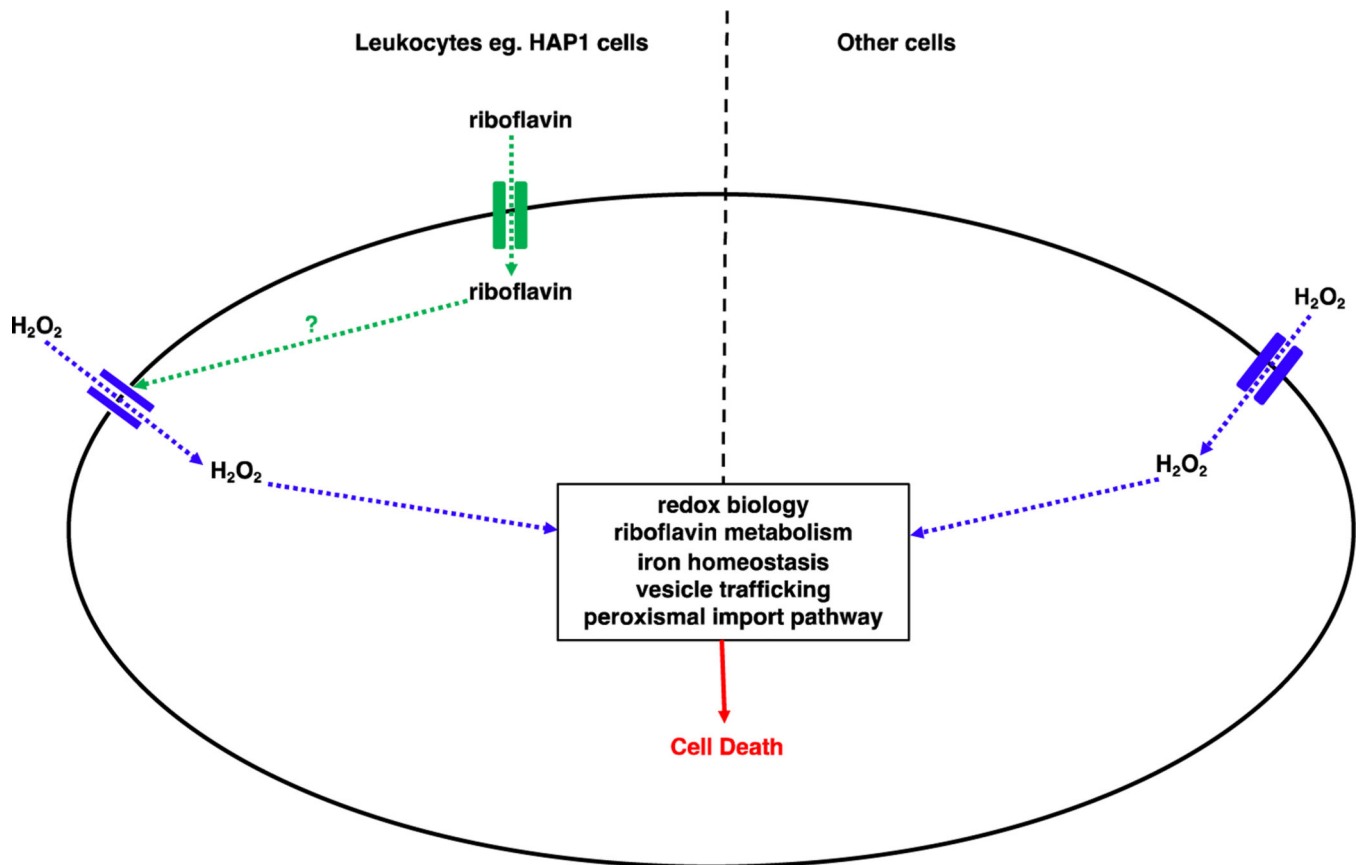 Leukocytes eg. HAP1 cells
Other cells
riboflavin
riboflavin
?
H₂O₂
H₂O₂
H₂O₂
H₂O₂
redox biology
riboflavin metabolism
iron homeostasis
vesicle trafficking
peroxismal import pathway
Cell Death